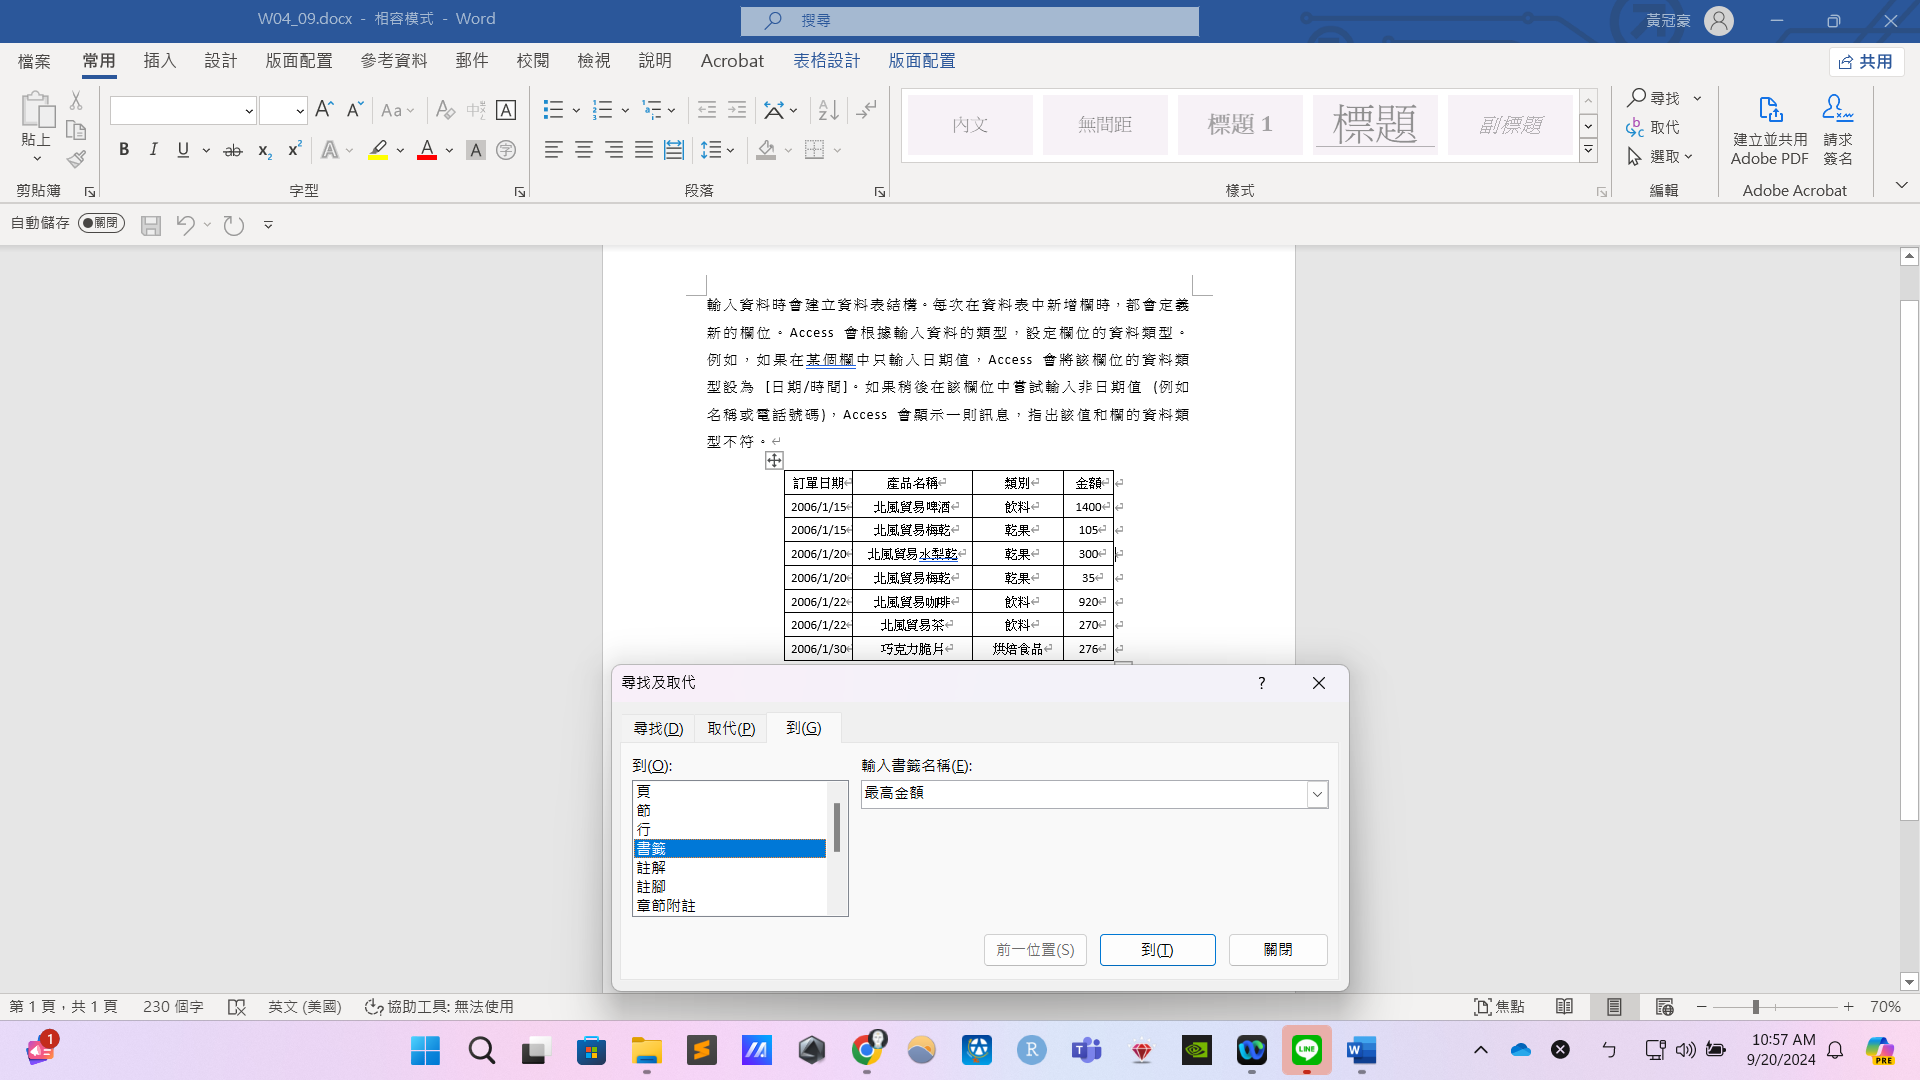 W04_09.docx - 相容模式 - Word
搜尋
黃冠豪
檔案 常用 插入 設計 版面配置 參考資料 郵件 校閱 檢視 說明 Acrobat 表格設計 版面配置
共用
貼上
剪貼簿
字型
段落
內文 無間距 標題 1 標題 副標題
樣式
尋找
取代
選取
編輯
建立並共用 Adobe PDF
請求 簽名
Adobe Acrobat
自動儲存 關閉
輸入資料時會建立資料表結構。每次在資料表中新增欄時，都會定義
新的欄位。Access 會根據輸入資料的類型，設定欄位的資料類型。
例如，如果在某個欄中只輸入日期值，Access 會將該欄位的資料類
型設為 [日期/時間]。如果稍後在該欄位中嘗試輸入非日期值 (例如
名稱或電話號碼)，Access 會顯示一則訊息，指出該值和欄的資料類
型不符。
訂單日期 產品名稱 類別 金額
2006/1/15 北風貿易啤酒 飲料 1400
2006/1/15 北風貿易梅乾 乾果 105
2006/1/20 北風貿易水梨乾 乾果 300
2006/1/20 北風貿易梅乾 乾果 35
2006/1/22 北風貿易咖啡 飲料 920
2006/1/22 北風貿易茶 飲料 270
2006/1/30 巧克力脆片 烘焙食品 276
尋找及取代
尋找(D) 取代(P) 到(G)
到(O):
頁
節
行
書籤
註解
註腳
章節附註
輸入書籤名稱(E):
最高金額
前一位置(S) 到(T) 關閉
第 1 頁，共 1 頁 230 個字 英文 (美國) 協助工具: 無法使用
焦點 70%
1
LINE
PRE
10:57 AM
9/20/2024